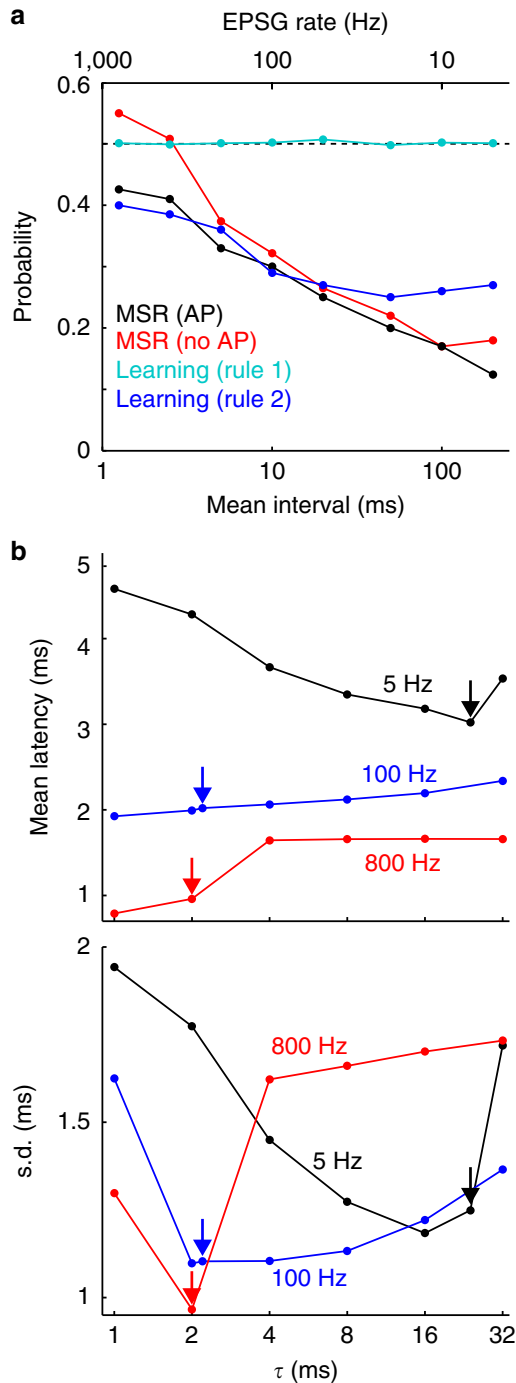 a
EPSG rate (Hz)
1,000 100 10
0.6
0.4
0.2
0
Probability
MSR (AP)
MSR (no AP)
Learning (rule 1)
Learning (rule 2)
1 10 100
Mean interval (ms)
b
5
4
3
2
1
Mean latency (ms)
5 Hz
100 Hz
800 Hz
2
1.5
1
s.d. (ms)
800 Hz
5 Hz
100 Hz
1 2 4 8 16 32
τ (ms)